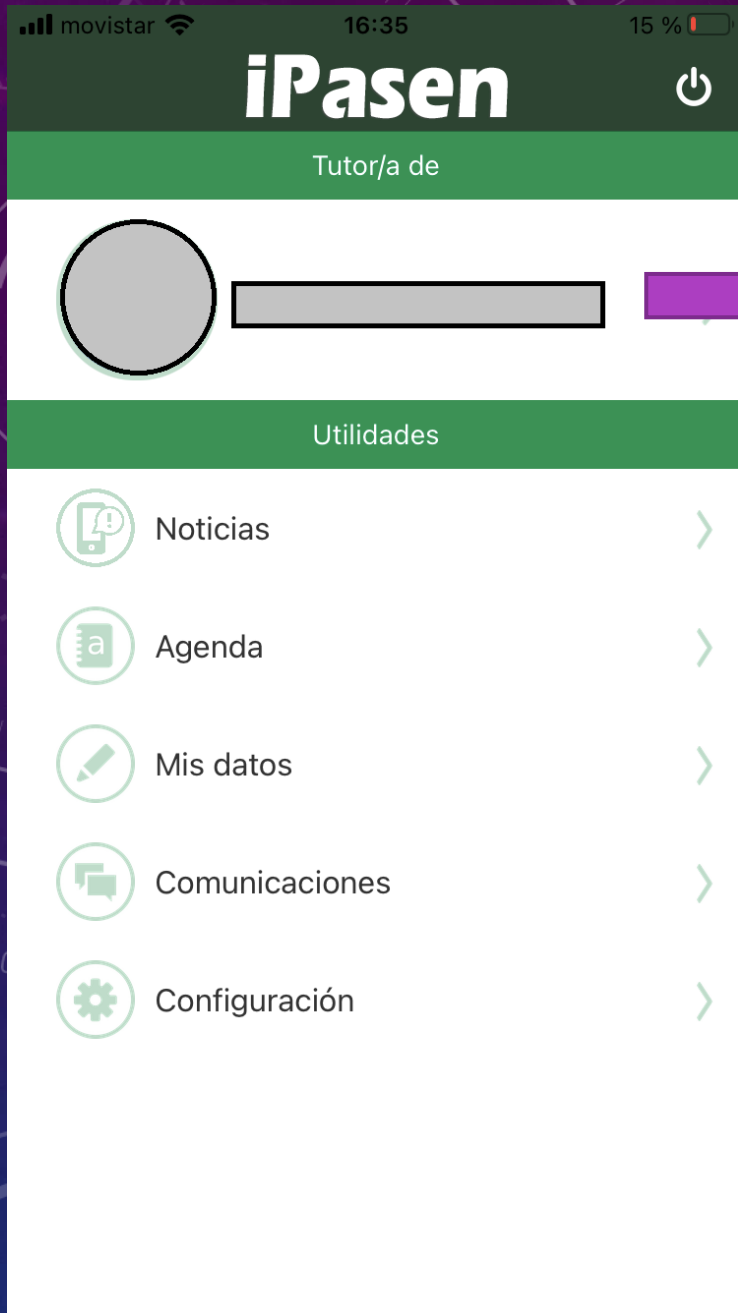 movistar 16:35 15 %
iPasen
Tutor/a de
Utilidades
Noticias
a Agenda
Mis datos
Comunicaciones
Configuración